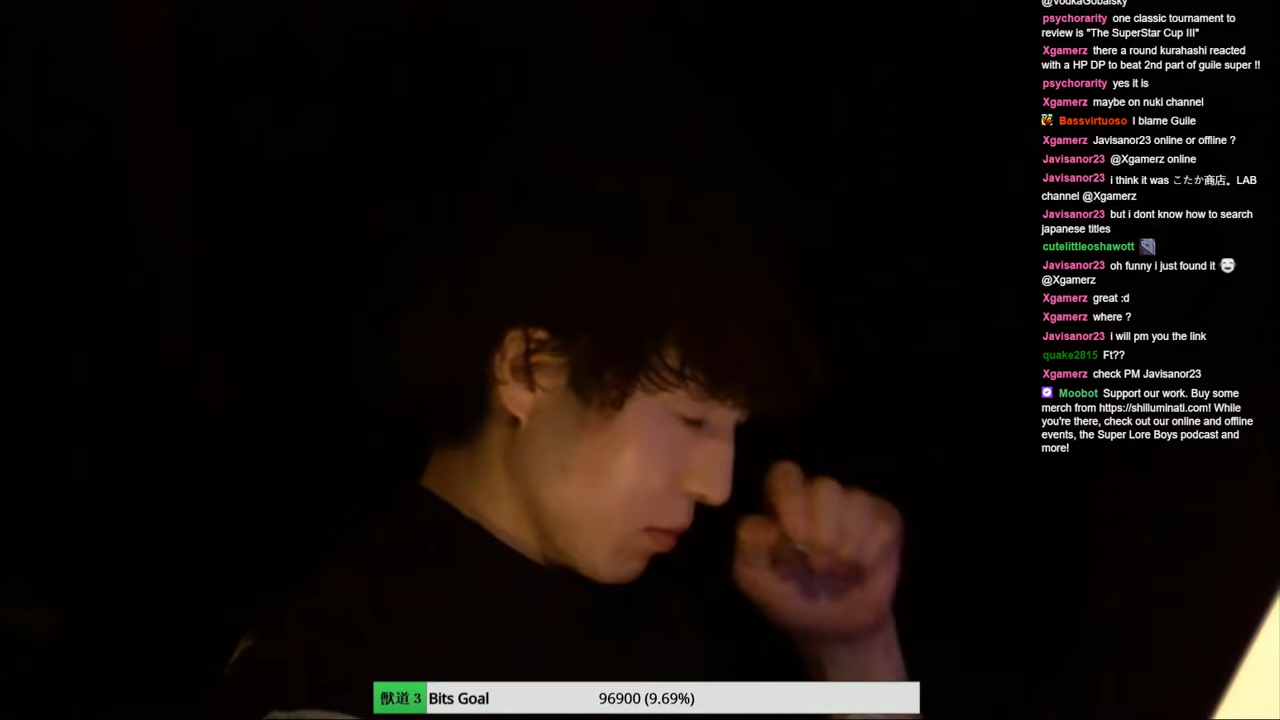 @VodkaGobalsky
psychorarity one classic tournament to
review is "The SuperStar Cup III"
Xgamerz there a round kurahashi reacted
with a HP DP to beat 2nd part of guile super !!
psychorarity yes it is
Xgamerz maybe on nuki channel
Bassvirtuoso I blame Guile
Xgamerz Javisanor23 online or offline ?
Javisanor23 @Xgamerz online
Javisanor23 i think it was こたか商店。LAB
channel @Xgamerz
Javisanor23 but i dont know how to search
japanese titles
cutelittleoshawott
Javisanor23 oh funny i just found it
@Xgamerz
Xgamerz great :d
Xgamerz where ?
Javisanor23 i will pm you the link
quake2815 Ft??
Xgamerz check PM Javisanor23
Moobot Support our work. Buy some
merch from https://shilluminati.com! While
you're there, check out our online and offline
events, the Super Lore Boys podcast and
more!
獣道 3 Bits Goal 96900 (9.69%)